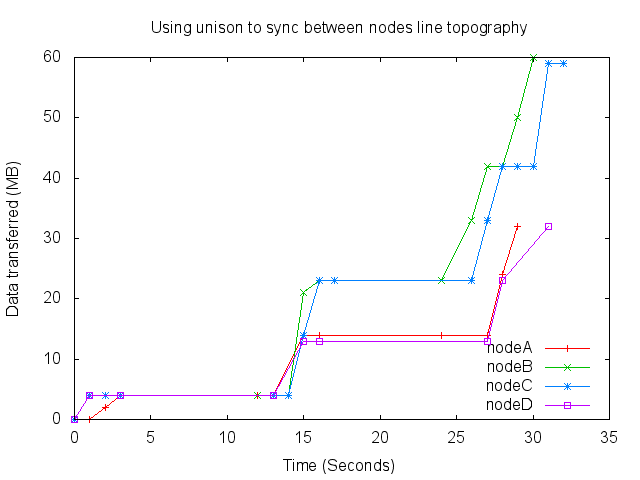 Using unison to sync between nodes line topography
60
50
40
30
20
10
0
Data transferred (MB)
nodeA
nodeB
nodeC
nodeD
0 5 10 15 20 25 30 35
Time (Seconds)